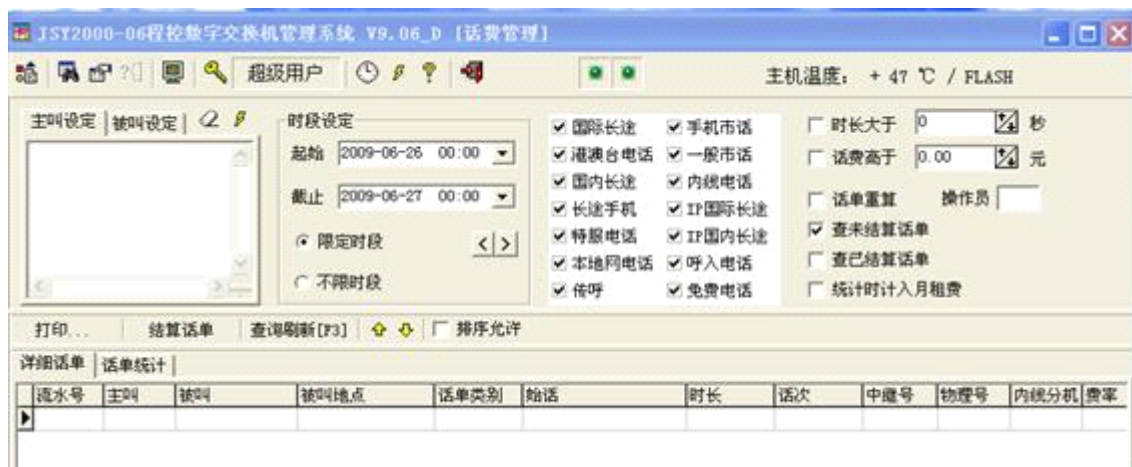 JSY2000-06程控数字交换机管理系统 V9.06_D [话费管理]
超级用户 主机温度： + 47 ℃ / FLASH
主叫设定 被叫设定
时段设定
起始 2009-06-26 00:00
截止 2009-06-27 00:00
限定时段 < >
不限时段
国际长途 手机市话
港澳台电话 一般市话
国内长途 内线电话
长途手机 IP国际长途
特服电话 IP国内长途
本地网电话 呼入电话
传呼 免费电话
时长大于 0 秒
话费高于 0.00 元
话单重算 操作员
查未结算话单
查已结算话单
统计时计入月租费
打印... 结算话单 查询刷新[F3] 排序允许
详细话单 话单统计
流水号 主叫 被叫 被叫地点 话单类别 始话 时长 话次 中继号 物理号 内线分机 费率